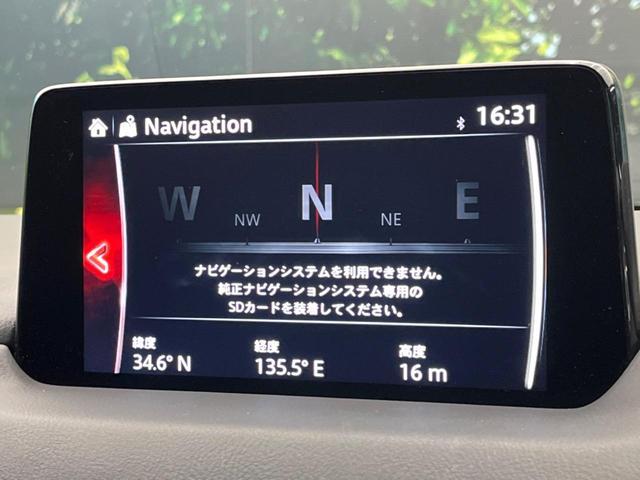 Navigation
16:31
W NW N NE E
ナビゲーションシステムを利用できません。
純正ナビゲーションシステム専用の
SDカードを装着してください。
緯度 経度 高度
34.6° N 135.5° E 16 m